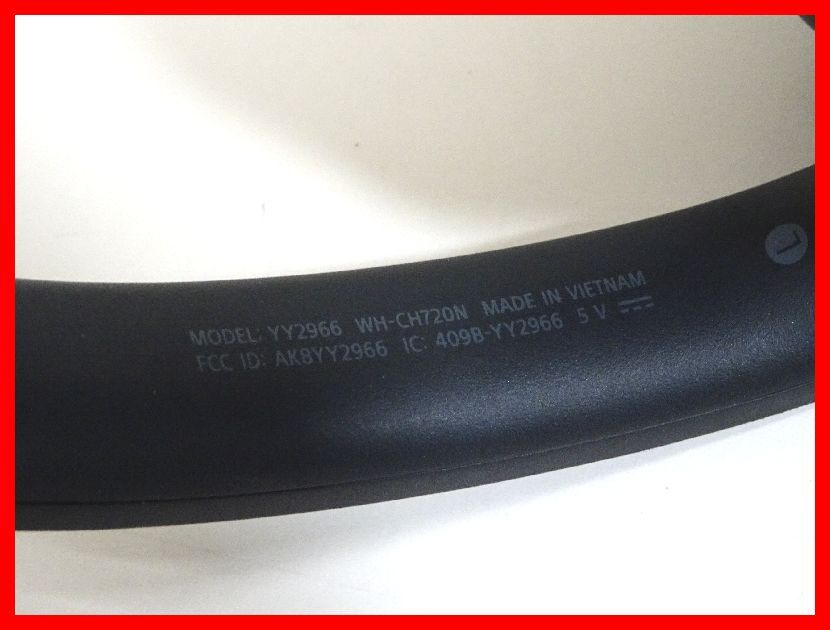 L
MODEL: YY2966 WH-CH720N MADE IN VIETNAM
FCC ID: AK8YY2966 IC: 409B-YY2966 5 V ⎓